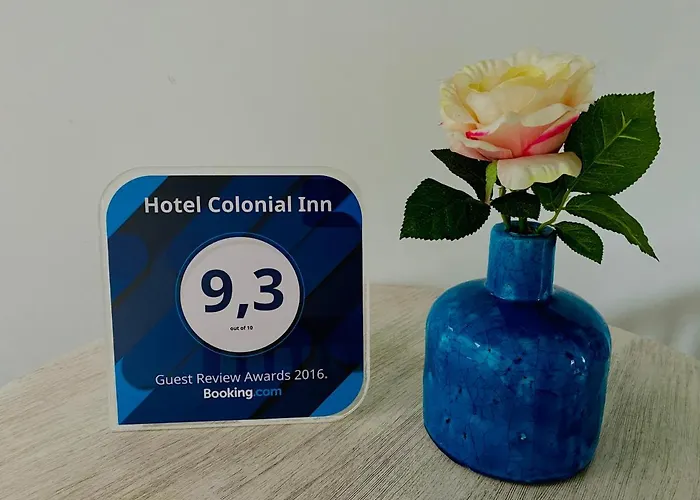 Hotel Colonial Inn
9,3
out of 10
Guest Review Awards 2016.
Booking.com